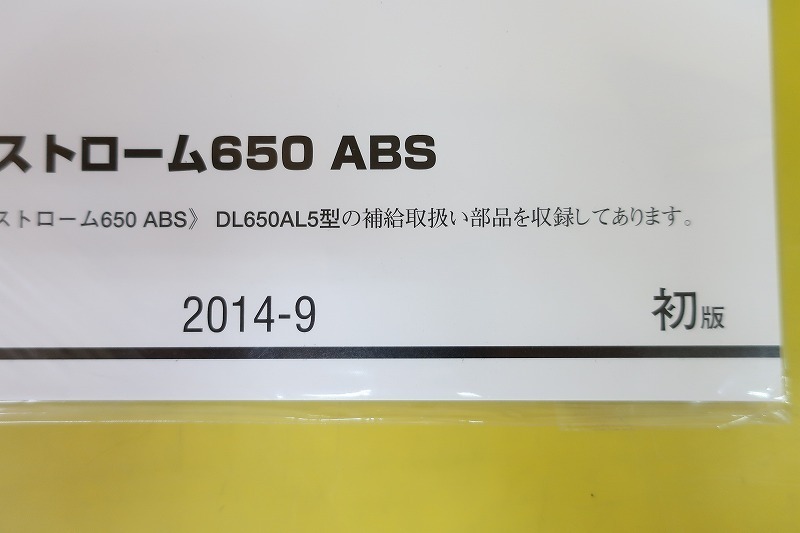 ストローム650 ABS
ストローム650 ABS》 DL650AL5型の補給取扱い部品を収録してあります。
2014-9 初版